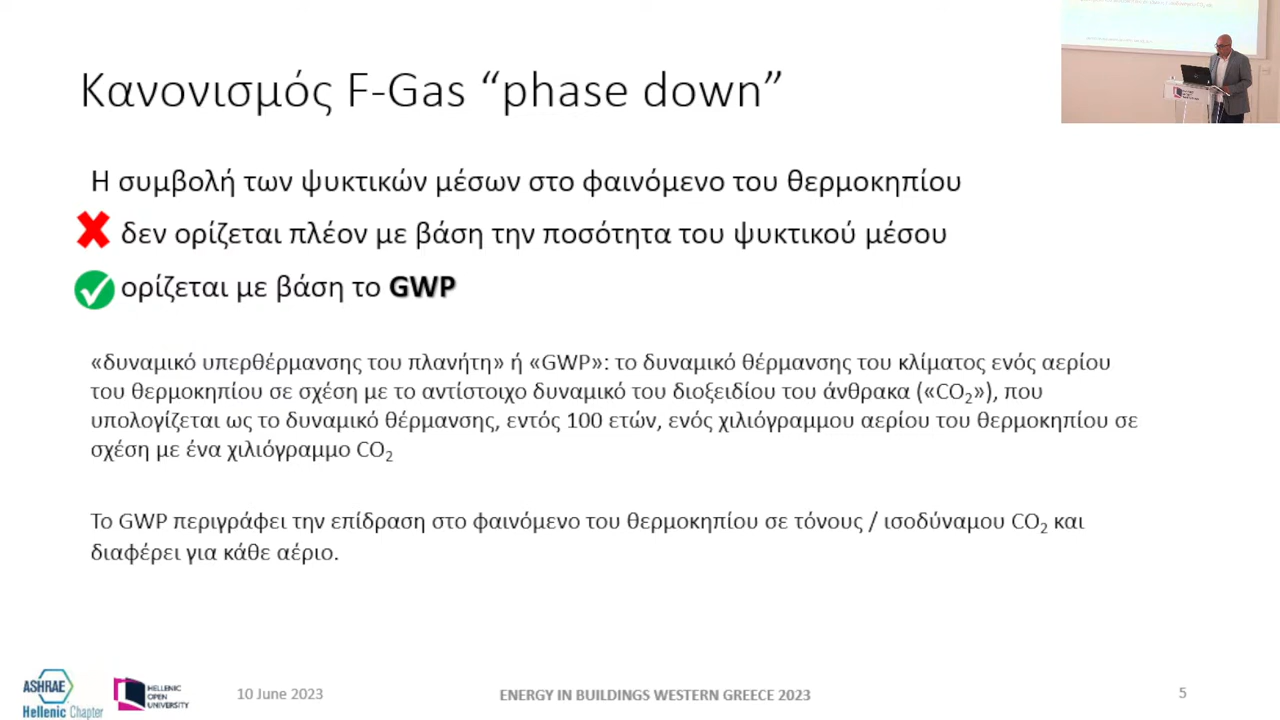 Κανονισμός F-Gas “phase down”
Η συμβολή των ψυκτικών μέσων στο φαινόμενο του θερμοκηπίου
δεν ορίζεται πλέον με βάση την ποσότητα του ψυκτικού μέσου
ορίζεται με βάση το GWP
«δυναμικό υπερθέρμανσης του πλανήτη» ή «GWP»: το δυναμικό θέρμανσης του κλίματος ενός αερίου
του θερμοκηπίου σε σχέση με το αντίστοιχο δυναμικό του διοξειδίου του άνθρακα («CO₂»), που
υπολογίζεται ως το δυναμικό θέρμανσης, εντός 100 ετών, ενός χιλιόγραμμου αερίου του θερμοκηπίου σε
σχέση με ένα χιλιόγραμμο CO₂
Το GWP περιγράφει την επίδραση στο φαινόμενο του θερμοκηπίου σε τόνους / ισοδύναμου CO₂ και
διαφέρει για κάθε αέριο.
ASHRAE
Hellenic Chapter
HELLENIC
OPEN
UNIVERSITY
10 June 2023
ENERGY IN BUILDINGS WESTERN GREECE 2023
5